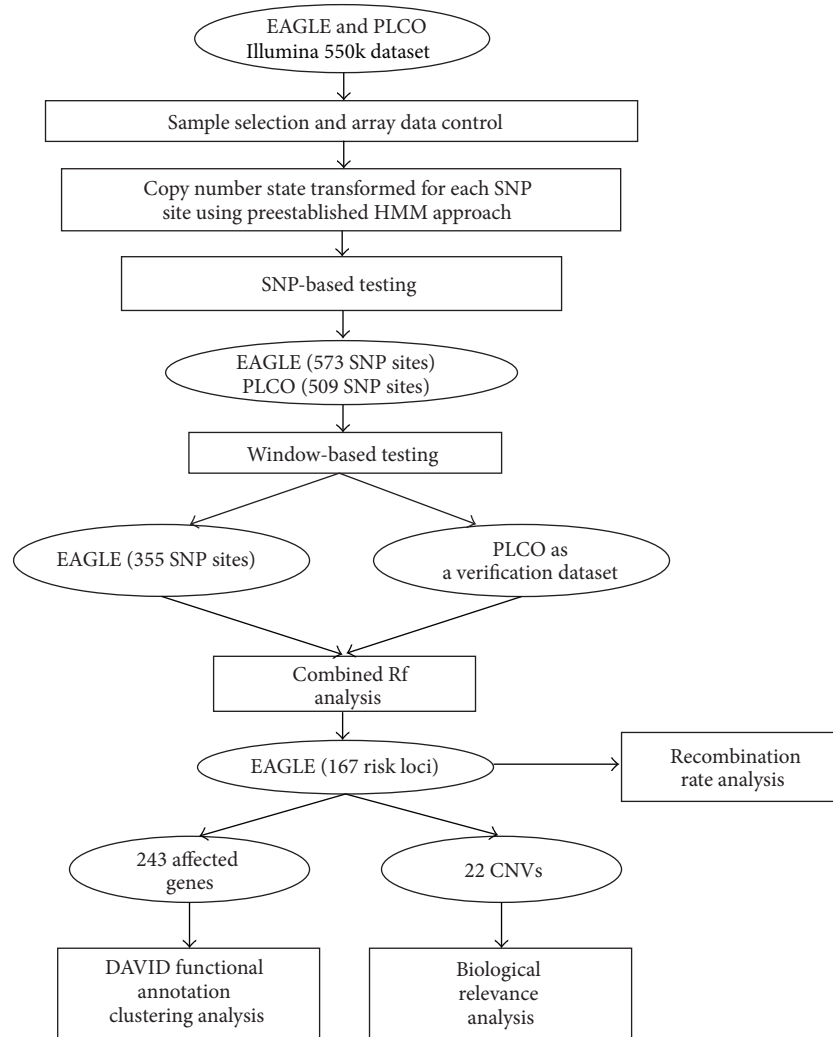 EAGLE and PLCO
Illumina 550k dataset
Sample selection and array data control
Copy number state transformed for each SNP
site using preestablished HMM approach
SNP-based testing
EAGLE (573 SNP sites)
PLCO (509 SNP sites)
Window-based testing
EAGLE (355 SNP sites)
PLCO as
a verification dataset
Combined Rf
analysis
EAGLE (167 risk loci)
Recombination
rate analysis
243 affected
genes
22 CNVs
DAVID functional
annotation
clustering analysis
Biological
relevance
analysis